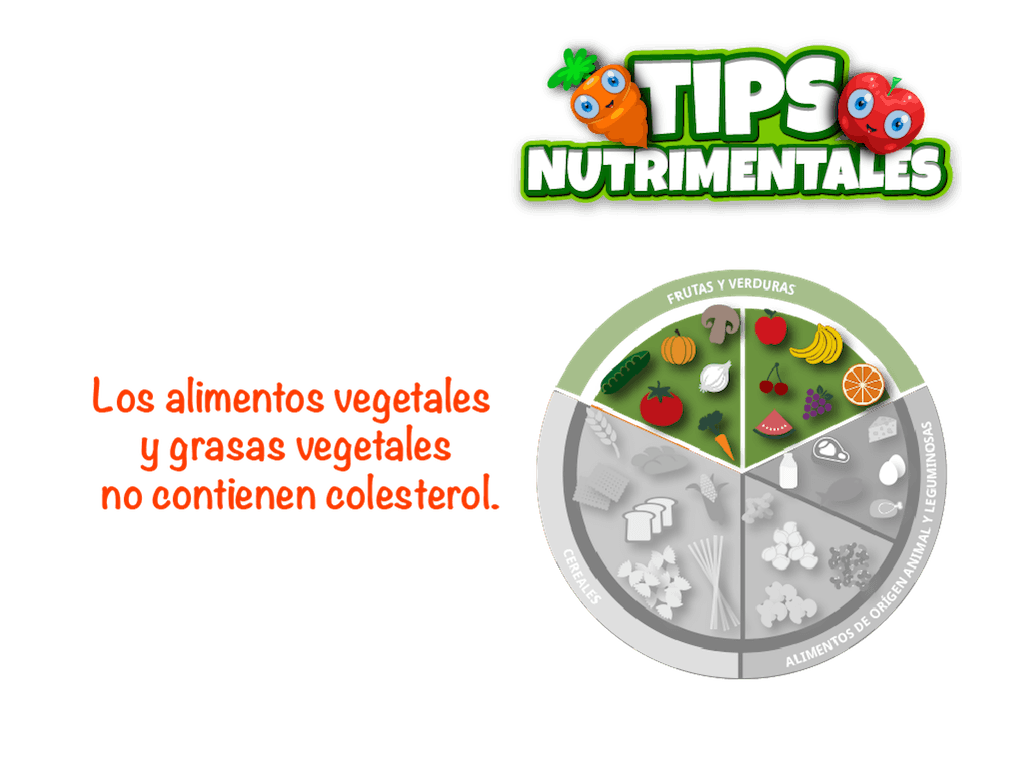 TIPS
NUTRIMENTALES
FRUTAS Y VERDURAS
Los alimentos vegetales
y grasas vegetales
no contienen colesterol.
CEREALES
ALIMENTOS DE ORÍGEN ANIMAL Y LEGUMINOSAS